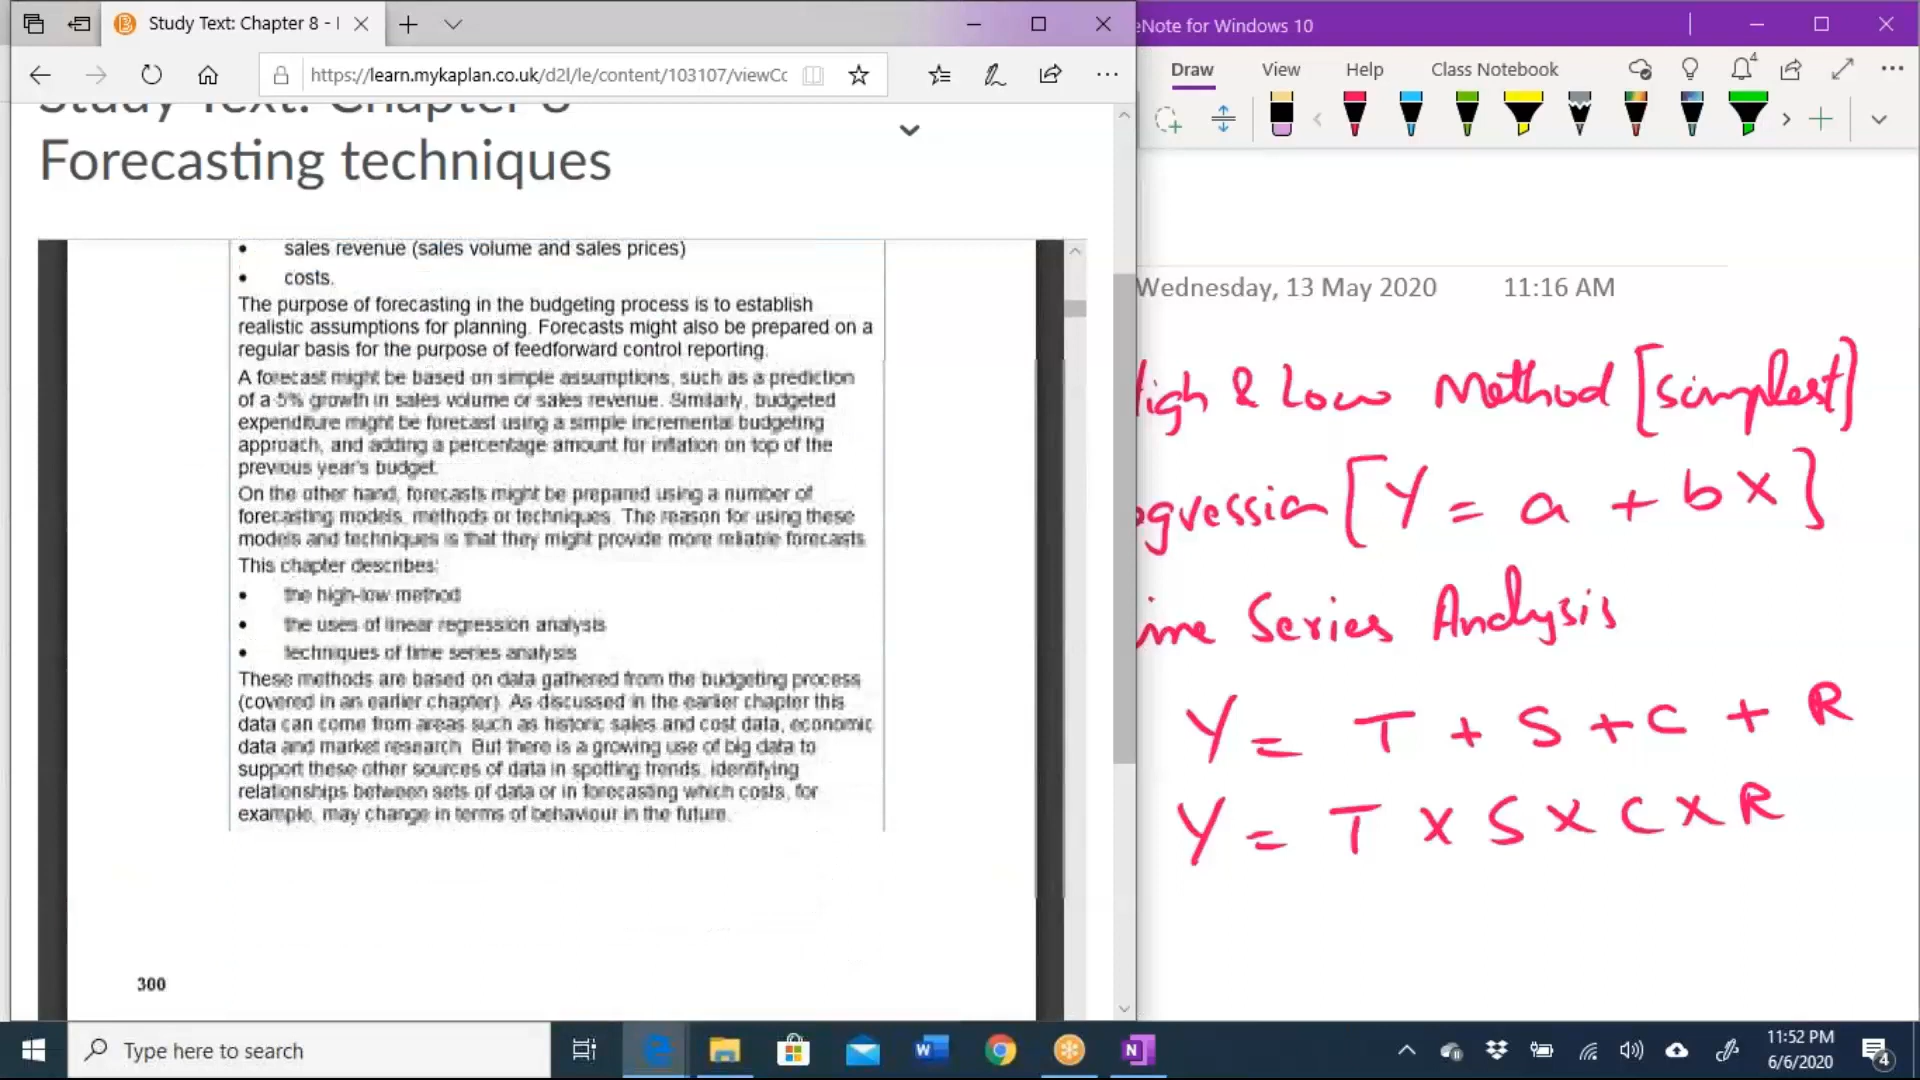 Study Text: Chapter 8 -
https://learn.mykaplan.co.uk/d2l/le/content/103107/viewCc
Study Text: Chapter 8
Forecasting techniques
• sales revenue (sales volume and sales prices)
• costs.
The purpose of forecasting in the budgeting process is to establish
realistic assumptions for planning. Forecasts might also be prepared on a
regular basis for the purpose of feedforward control reporting.
A forecast might be based on simple assumptions, such as a prediction
of a 5% growth in sales volume or sales revenue. Similarly, budgeted
expenditure might be forecast using a simple incremental budgeting
approach, and adding a percentage amount for inflation on top of the
previous year's budget.
On the other hand, forecasts might be prepared using a number of
forecasting models, methods or techniques. The reason for using these
models and techniques is that they might provide more reliable forecasts.
This chapter describes:
• the high-low method
• the uses of linear regression analysis
• techniques of time series analysis
These methods are based on data gathered from the budgeting process
(covered in an earlier chapter). As discussed in the earlier chapter this
data can come from areas such as historic sales and cost data, economic
data and market research. But there is a growing use of big data to
support these other sources of data in spotting trends, identifying
relationships between sets of data or in forecasting which costs, for
example, may change in terms of behaviour in the future.
300
eNote for Windows 10
Draw View Help Class Notebook
4
Wednesday, 13 May 2020 11:16 AM
igh & Low Method [simplest]
egression [Y = a + bX]
ime Series Analysis
Y = T + S + C + R
Y = T X S X C X R
Type here to search
11:52 PM
6/6/2020
4